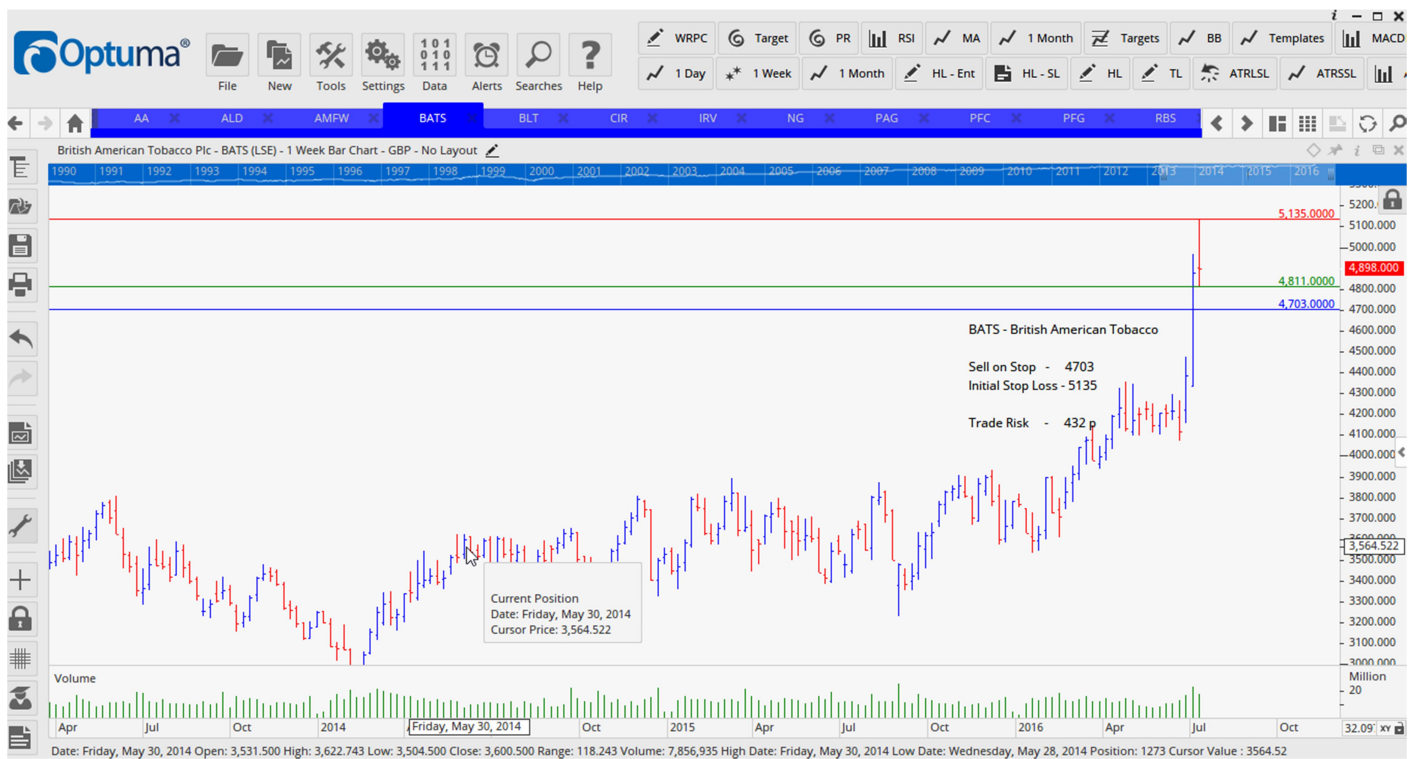 i
Optuma®
File New Tools Settings Data Alerts Searches Help
WRPC Target PR RSI MA 1 Month Targets BB Templates MACD
1 Day 1 Week 1 Month HL - Ent HL - SL HL TL ATRLSL ATRSSL
AA ALD AMFW BATS BLT CIR IRV NG PAG PFC PFG RBS
British American Tobacco Plc - BATS (LSE) - 1 Week Bar Chart - GBP - No Layout
1990 1991 1992 1993 1994 1995 1996 1997 1998 1999 2000 2001 2002 2003 2004 2005 2006 2007 2008 2009 2010 2011 2012 2013 2014 2015 2016
5200.
5,135.0000
5100.000
5000.000
4,898.000
4,811.0000
4800.000
4,703.0000
4700.000
BATS - British American Tobacco
4600.000
4500.000
Sell on Stop - 4703
4400.000
Initial Stop Loss - 5135
4300.000
4200.000
Trade Risk - 432 p
4100.000
4000.000
3900.000
3800.000
3700.000
3,564.522
3400.000
Current Position
Date: Friday, May 30, 2014
Cursor Price: 3,564.522
3300.000
3200.000
3100.000
3000.000
Volume
Million
20
Apr Jul Oct 2014 Friday, May 30, 2014 Oct 2015 Apr Jul Oct 2016 Apr Jul Oct 32.09 XY
Date: Friday, May 30, 2014 Open: 3,531.500 High: 3,622.743 Low: 3,504.500 Close: 3,600.500 Range: 118.243 Volume: 7,856,935 High Date: Friday, May 30, 2014 Low Date: Wednesday, May 28, 2014 Position: 1273 Cursor Value : 3564.52